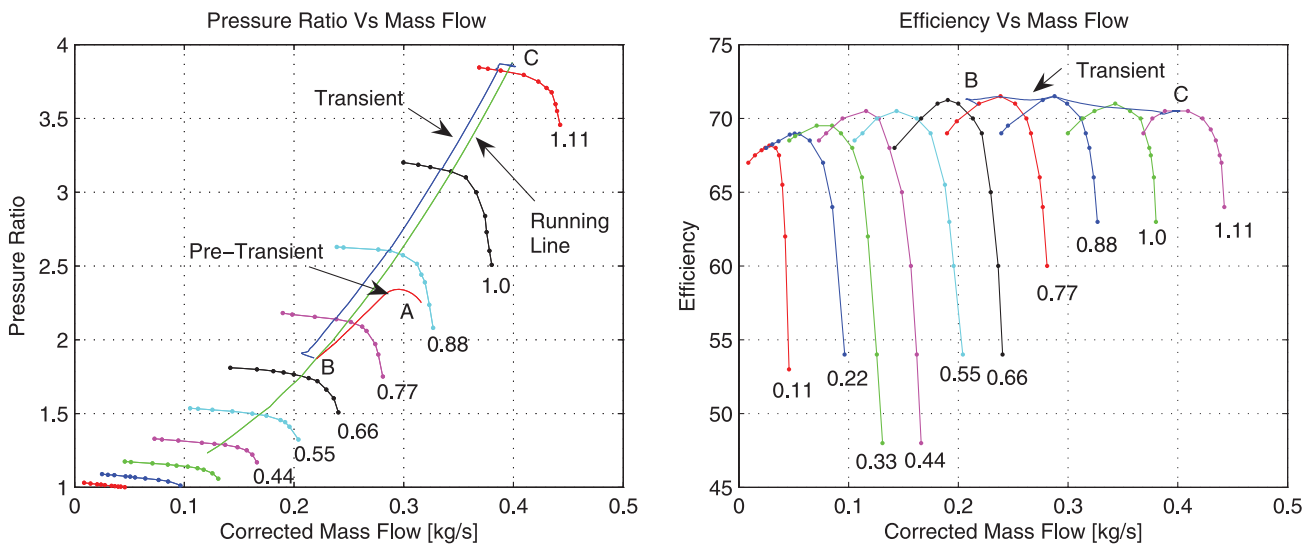 Pressure Ratio Vs Mass Flow
4
3.5
3
2.5
2
1.5
1
0
0.1
0.2
0.3
0.4
0.5
Pressure Ratio
Corrected Mass Flow [kg/s]
C
Transient
1.11
Running
Line
Pre-Transient
1.0
A
0.88
B
0.77
0.66
0.55
0.44
Efficiency Vs Mass Flow
75
70
65
60
55
50
45
0
0.1
0.2
0.3
0.4
0.5
Efficiency
Corrected Mass Flow [kg/s]
B
Transient
C
0.88
1.0
1.11
0.77
0.11
0.22
0.55
0.66
0.33
0.44